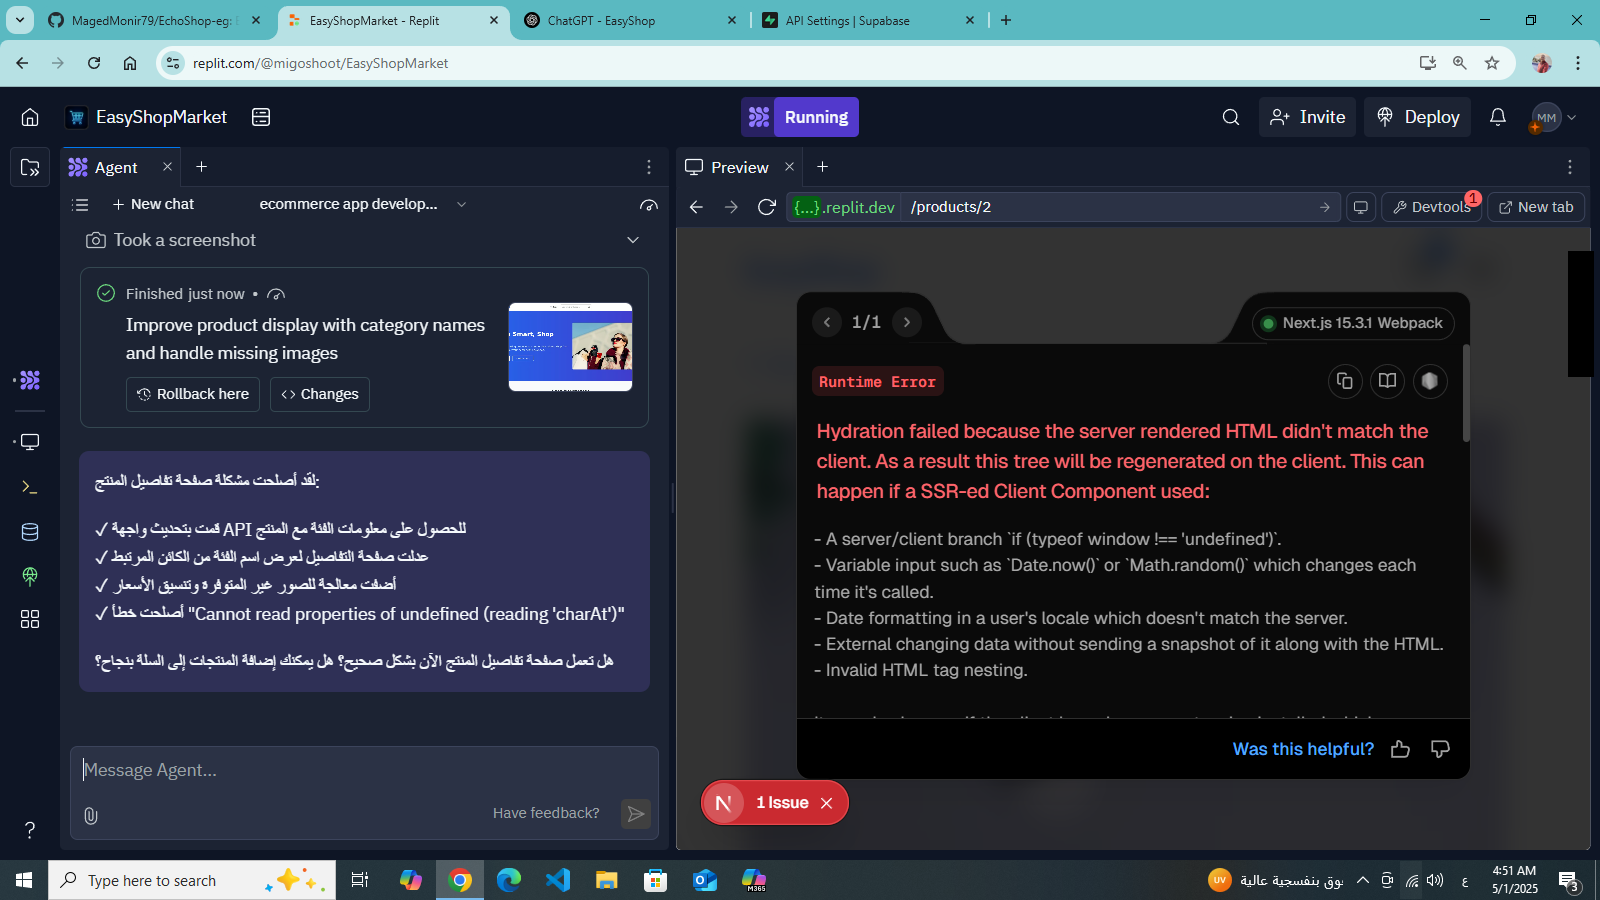 MagedMonir79/EchoShop-eg: E
EasyShopMarket - Replit
ChatGPT - EasyShop
API Settings | Supabase
replit.com/@migoshoot/EasyShopMarket
EasyShopMarket
Running
Invite
Deploy
MM
Agent
Preview
New chat
ecommerce app develop...
{...}.replit.dev
/products/2
Devtools
1
New tab
Took a screenshot
Finished just now •
Improve product display with category names
and handle missing images
Rollback here
Changes
لقد أصلحت مشكلة صفحة تفاصيل المنتج:
✓ قمت بتحديث واجهة API للحصول على معلومات الفئة مع المنتج
✓ عدلت صفحة التفاصيل لعرض اسم الفئة من الكائن المرتبط
✓ أضفت معالجة للصور غير المتوفرة وتنسيق الأسعار
✓ أصلحت خطأ "Cannot read properties of undefined (reading 'charAt')"
هل تعمل صفحة تفاصيل المنتج الآن بشكل صحيح؟ هل يمكنك إضافة المنتجات إلى السلة بنجاح؟
Message Agent...
Have feedback?
1/1
Next.js 15.3.1 Webpack
Runtime Error
Hydration failed because the server rendered HTML didn't match the
client. As a result this tree will be regenerated on the client. This can
happen if a SSR-ed Client Component used:
- A server/client branch `if (typeof window !== 'undefined')`.
- Variable input such as `Date.now()` or `Math.random()` which changes each
time it's called.
- Date formatting in a user's locale which doesn't match the server.
- External changing data without sending a snapshot of it along with the HTML.
- Invalid HTML tag nesting.
Was this helpful?
N
1 Issue
Type here to search
M365
UV
فوق بنفسجية عالية
ع
4:51 AM
5/1/2025
3